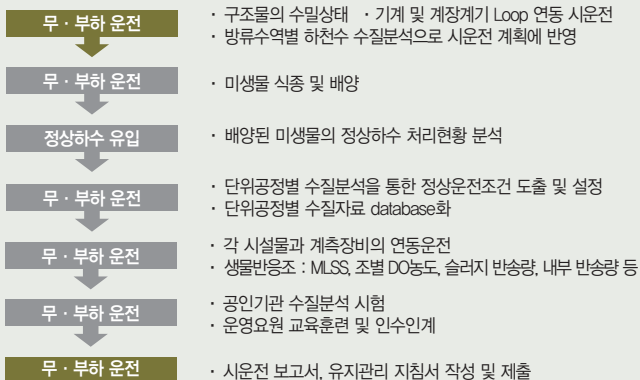 무 · 부하 운전
· 구조물의 수밀상태 · 기계 및 계장계기 Loop 연동 시운전
· 방류수역별 하천수 수질분석으로 시운전 계획에 반영
무 · 부하 운전
· 미생물 식종 및 배양
정상하수 유입
· 배양된 미생물의 정상하수 처리현황 분석
무 · 부하 운전
· 단위공정별 수질분석을 통한 정상운전조건 도출 및 설정
· 단위공정별 수질자료 database화
무 · 부하 운전
· 각 시설물과 계측장비의 연동운전
· 생물반응조 : MLSS, 조별 DO농도, 슬러지 반송량, 내부 반송량 등
무 · 부하 운전
· 공인기관 수질분석 시험
· 운영요원 교육훈련 및 인수인계
무 · 부하 운전
· 시운전 보고서, 유지관리 지침서 작성 및 제출